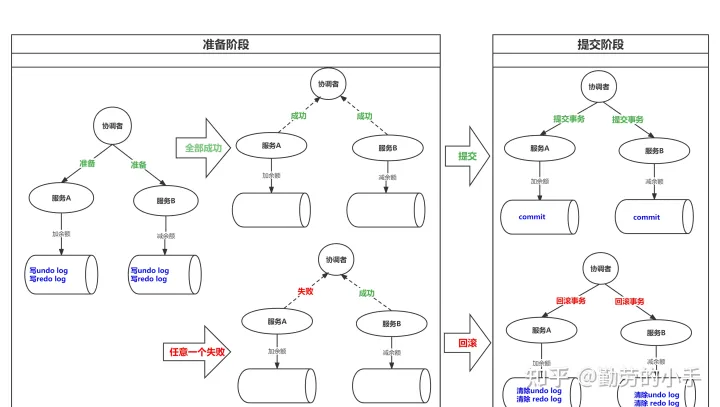 准备阶段
提交阶段
协调者
准备
准备
服务A
服务B
加余额
减余额
写undo log
写redo log
写undo log
写redo log
全部成功
协调者
成功
成功
服务A
服务B
加余额
减余额
提交
协调者
提交事务
提交事务
服务A
服务B
加余额
减余额
commit
commit
任意一个失败
协调者
失败
成功
服务A
服务B
加余额
减余额
回滚
协调者
回滚事务
回滚事务
服务A
服务B
加余额
减余额
清除undo log
清除 redo log
清除undo log
清除 redo log
知乎 @勤劳的小手